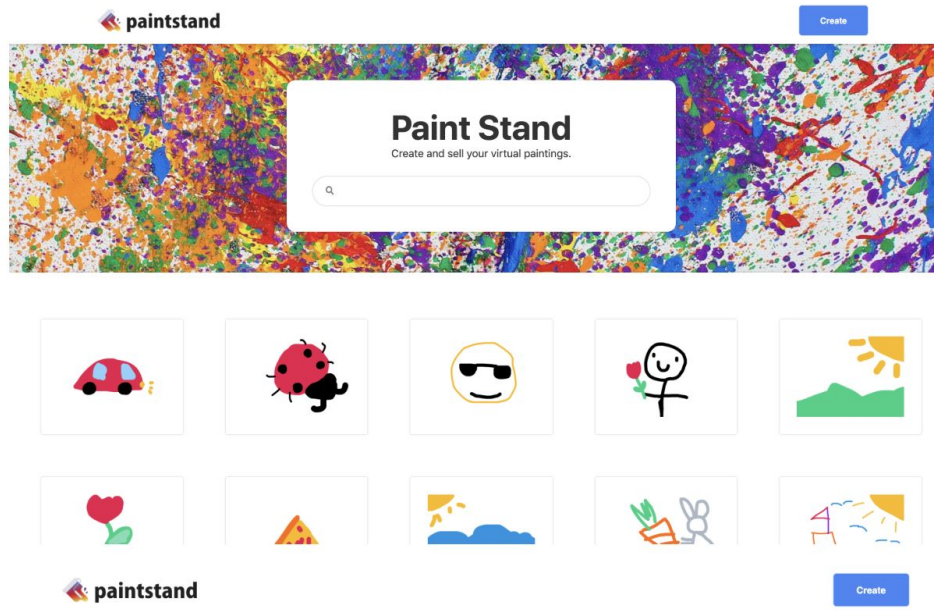 paintstand
Create
Paint Stand
Create and sell your virtual paintings.
paintstand
Create